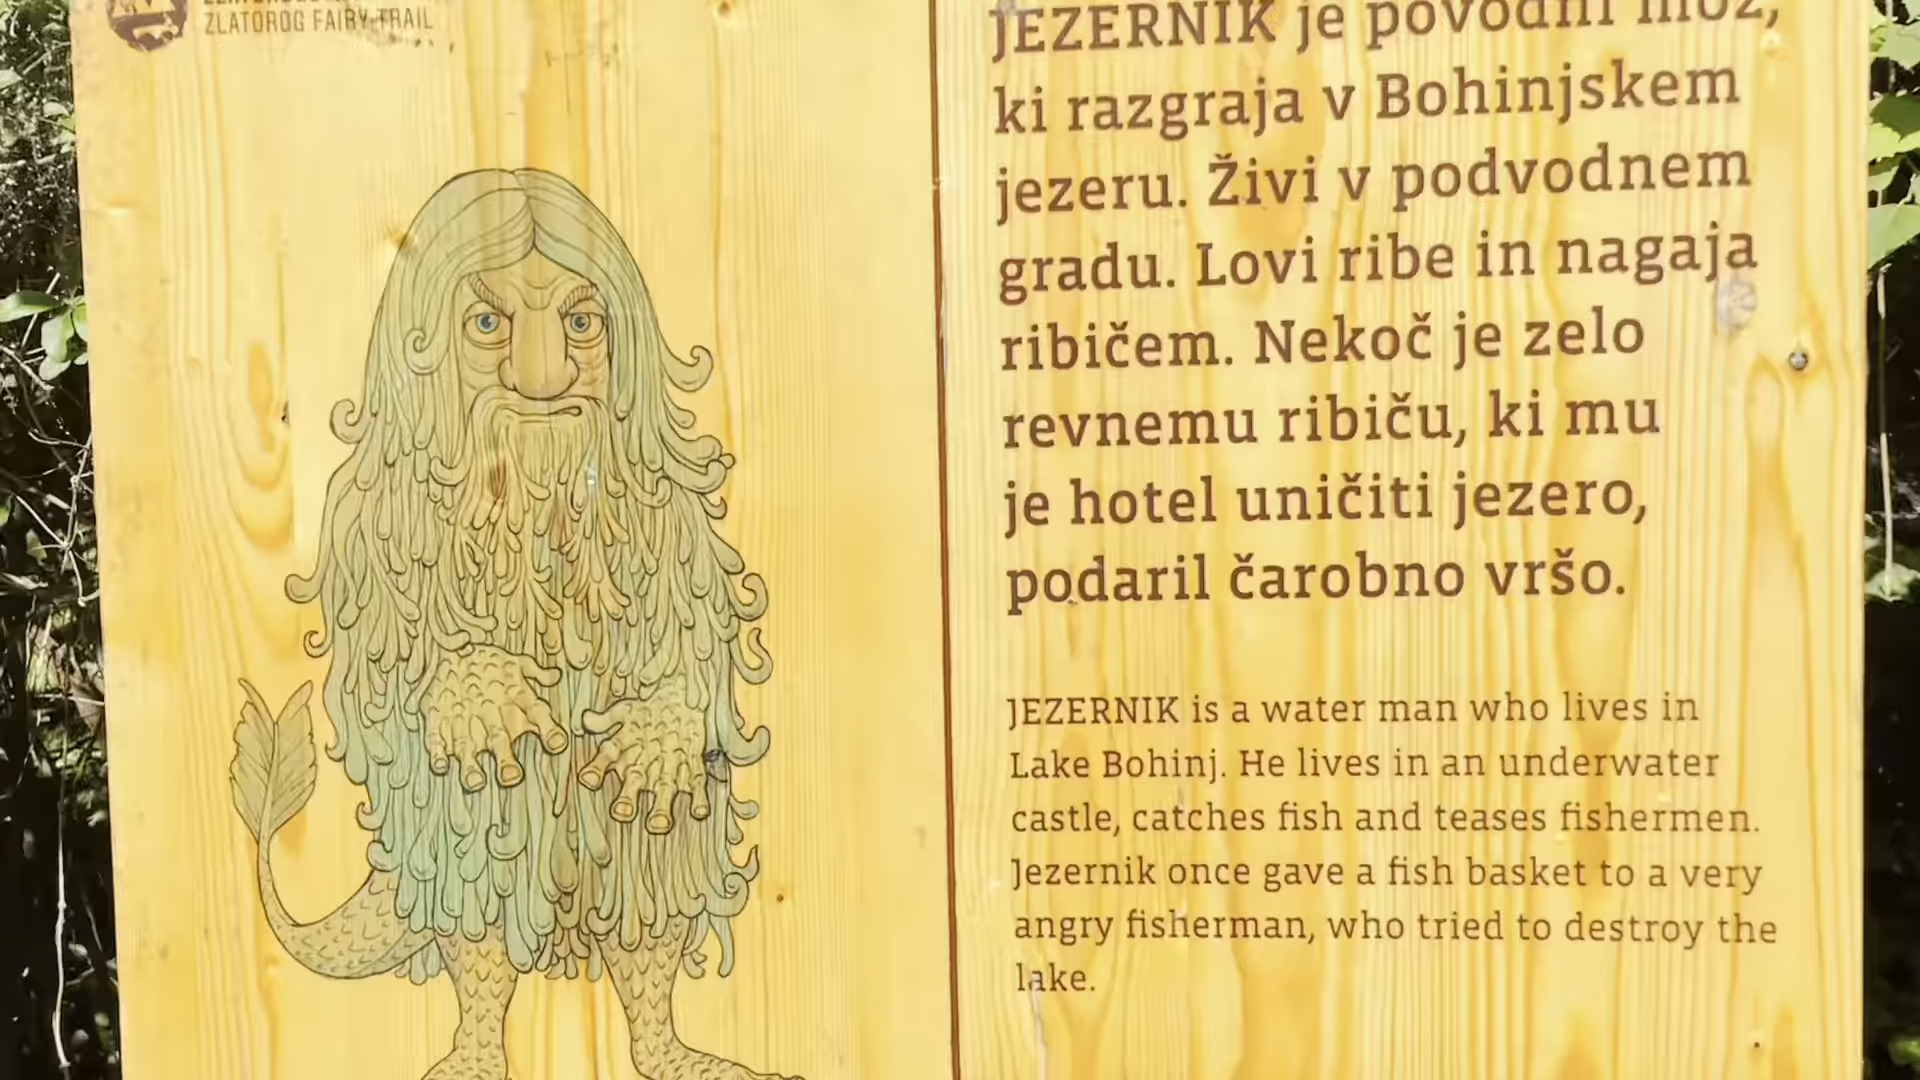 ZLATOROG FAIRY TRAIL
JEZERNIK je povodni mož,
ki razgraja v Bohinjskem
jezeru. Živi v podvodnem
gradu. Lovi ribe in nagaja
ribičem. Nekoč je zelo
revnemu ribiču, ki mu
je hotel uničiti jezero,
podaril čarobno vršo.
JEZERNIK is a water man who lives in
Lake Bohinj. He lives in an underwater
castle, catches fish and teases fishermen.
Jezernik once gave a fish basket to a very
angry fisherman, who tried to destroy the
lake.